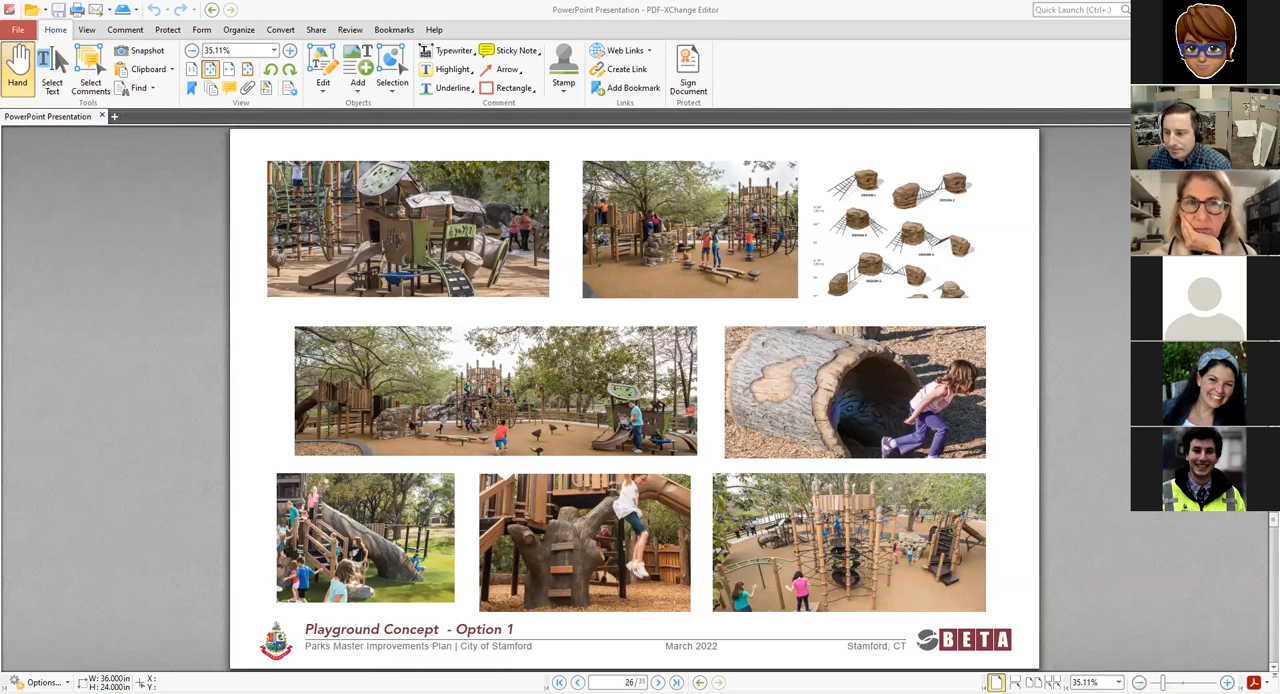 PowerPoint Presentation - PDF-XChange Editor
Quick Launch (Ctrl+.)
File Home View Comment Protect Form Organize Convert Share Review Bookmarks Help
Hand
Select Text
Select Comments
Snapshot
Clipboard
Find
Tools
35.11%
View
Edit
Add
Selection
Objects
Typewriter
Highlight
Underline
Sticky Note
Arrow
Rectangle
Comment
Stamp
Web Links
Create Link
Add Bookmark
Links
Sign Document
Protect
PowerPoint Presentation
Playground Concept - Option 1
Parks Master Improvements Plan | City of Stamford March 2022 Stamford, CT
BETA
Options...
W: 36.000in
H: 24.000in
X:
Y:
26/35
35.11%